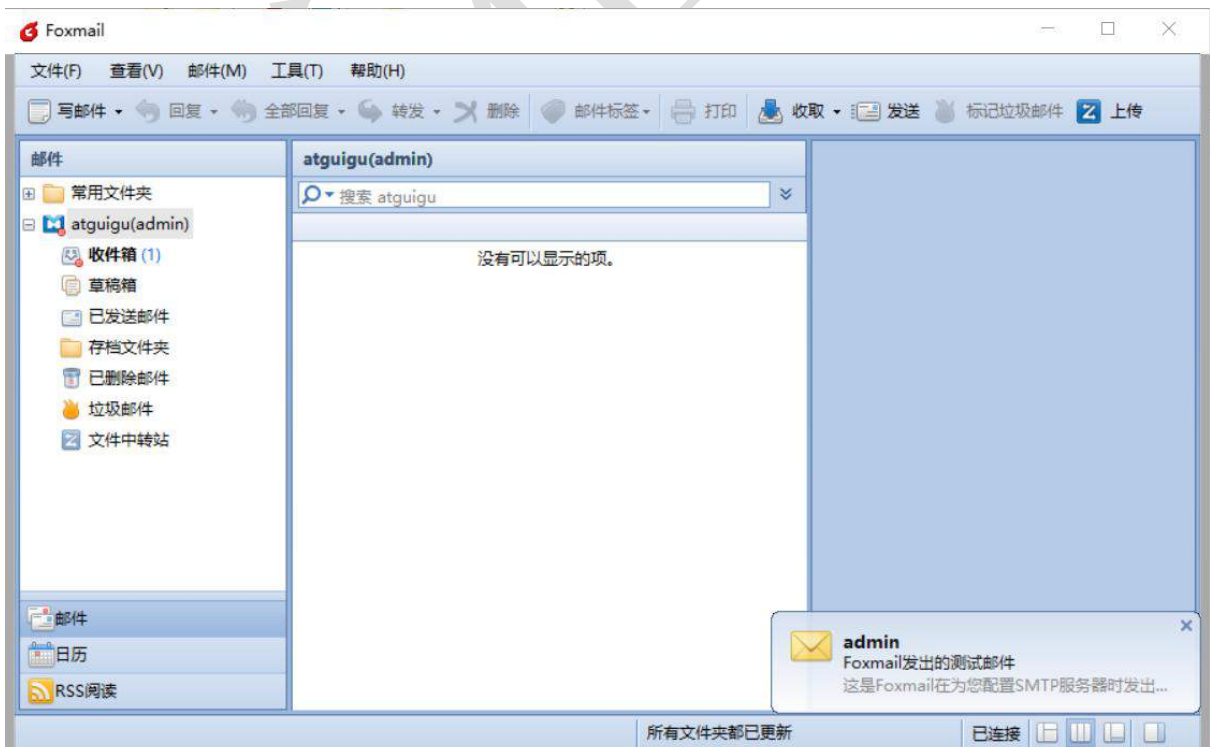 Foxmail
文件(F) 查看(V) 邮件(M) 工具(T) 帮助(H)
写邮件 回复 全部回复 转发 删除 邮件标签 打印 收取 发送 标记垃圾邮件 上传
邮件
常用文件夹
atguigu(admin)
收件箱 (1)
草稿箱
已发送邮件
存档文件夹
已删除邮件
垃圾邮件
文件中转站
邮件
日历
RSS阅读
atguigu(admin)
搜索 atguigu
没有可以显示的项。
admin
Foxmail发出的测试邮件
这是Foxmail在为您配置SMTP服务器时发出...
所有文件夹都已更新
已连接